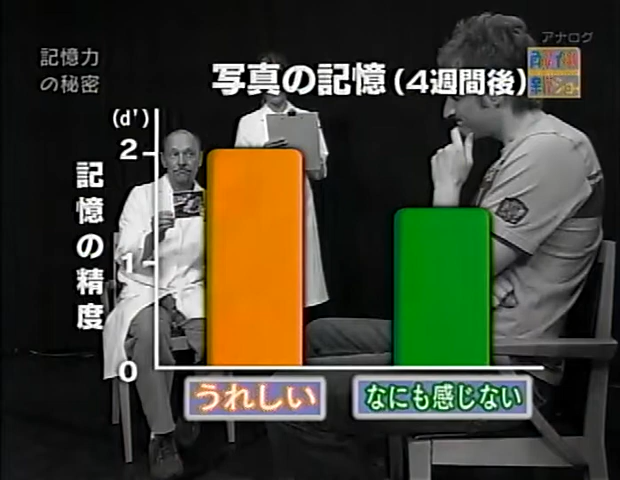 アナログ
記憶力
の秘密
写真の記憶(4週間後)
(d')
記憶の精度
2
1
0
うれしい
なにも感じない